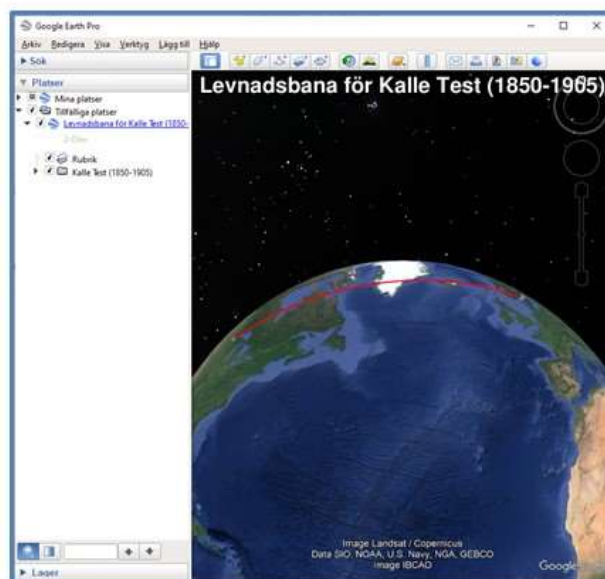 Google Earth Pro
Arkiv Redigera Visa Verktyg Lägg till Hjälp
Sök
Platser
Mina platser
Tillfälliga platser
Levnadsbana för Kalle Test (1850-
Rubrik
Kalle Test (1850-1905)
Lager
Levnadsbana för Kalle Test (1850-1905)
Image Landsat / Copernicus
Data SIO, NOAA, U.S. Navy, NGA, GEBCO
Image IBCAO
Google